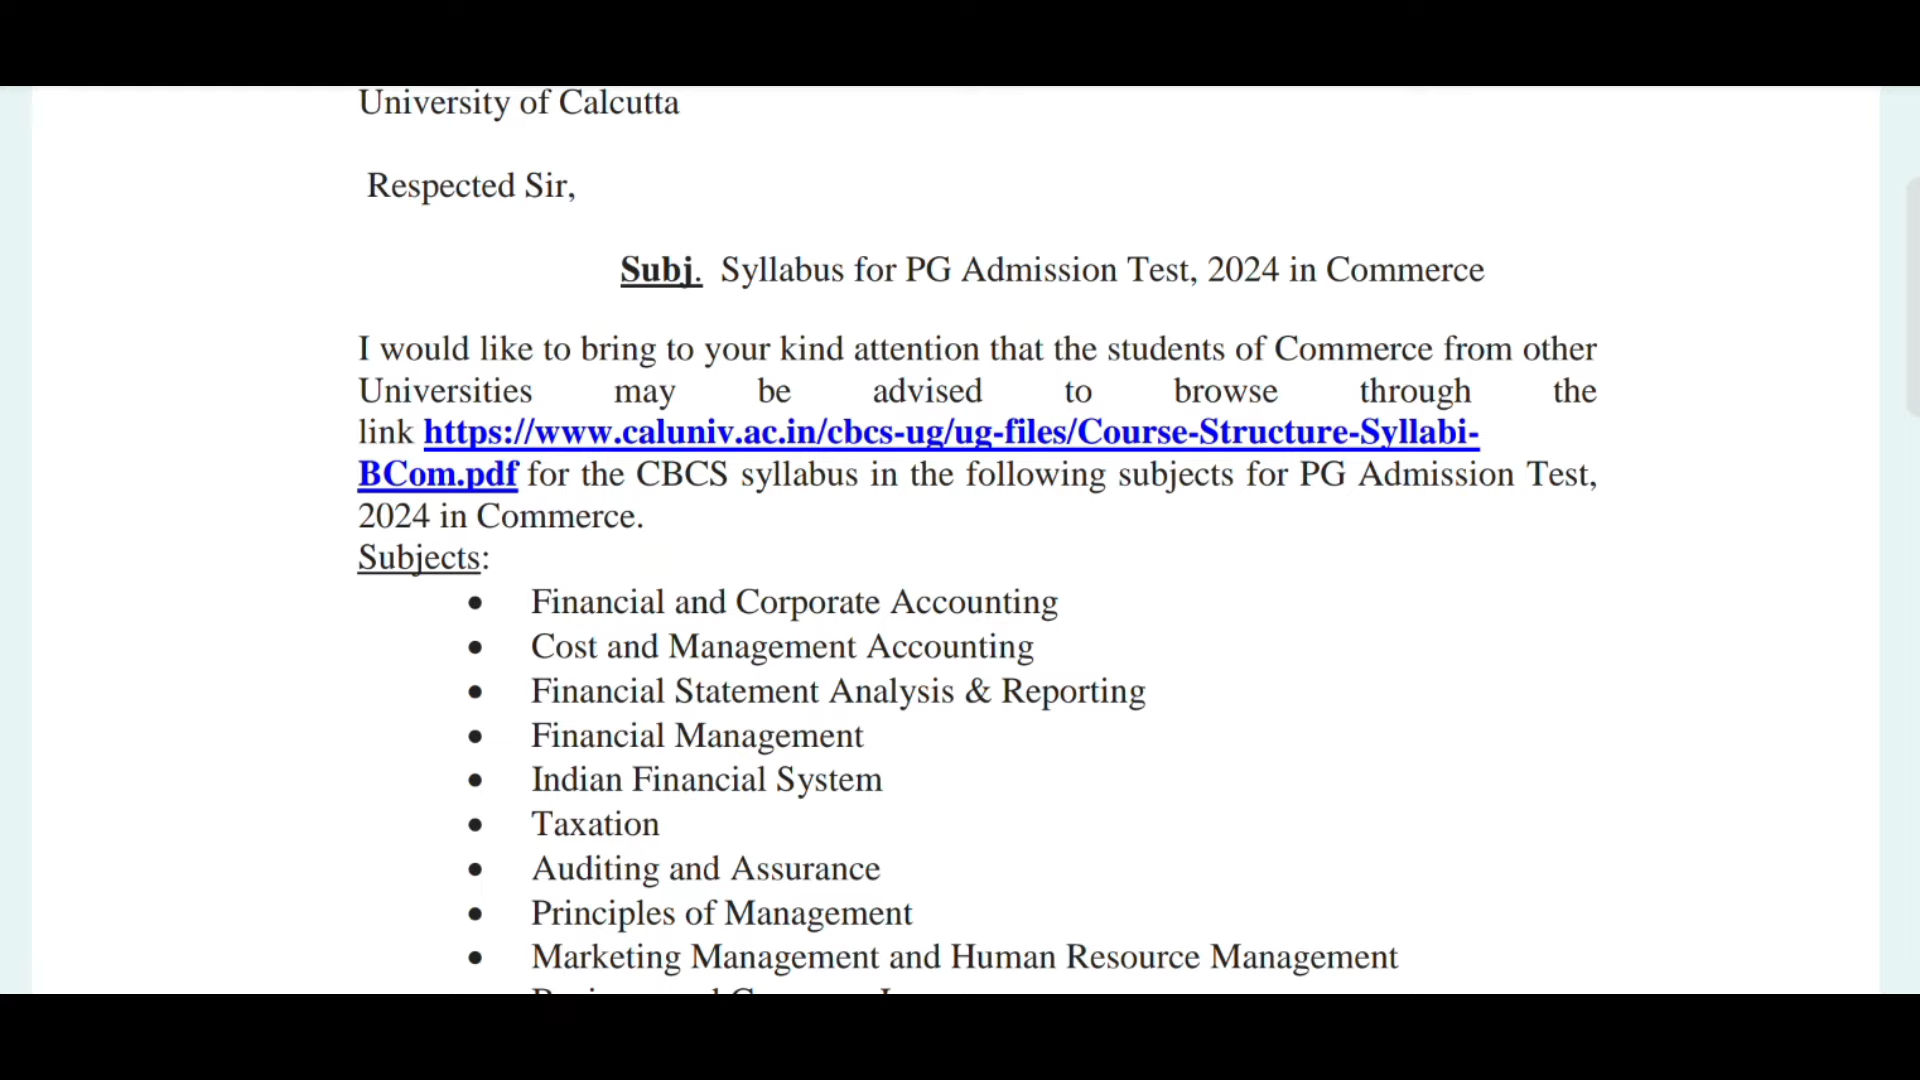 University of Calcutta
Respected Sir,
Subj. Syllabus for PG Admission Test, 2024 in Commerce
I would like to bring to your kind attention that the students of Commerce from other
Universities may be advised to browse through the
link https://www.caluniv.ac.in/cbcs-ug/ug-files/Course-Structure-Syllabi-
BCom.pdf for the CBCS syllabus in the following subjects for PG Admission Test,
2024 in Commerce.
Subjects:
• Financial and Corporate Accounting
• Cost and Management Accounting
• Financial Statement Analysis & Reporting
• Financial Management
• Indian Financial System
• Taxation
• Auditing and Assurance
• Principles of Management
• Marketing Management and Human Resource Management